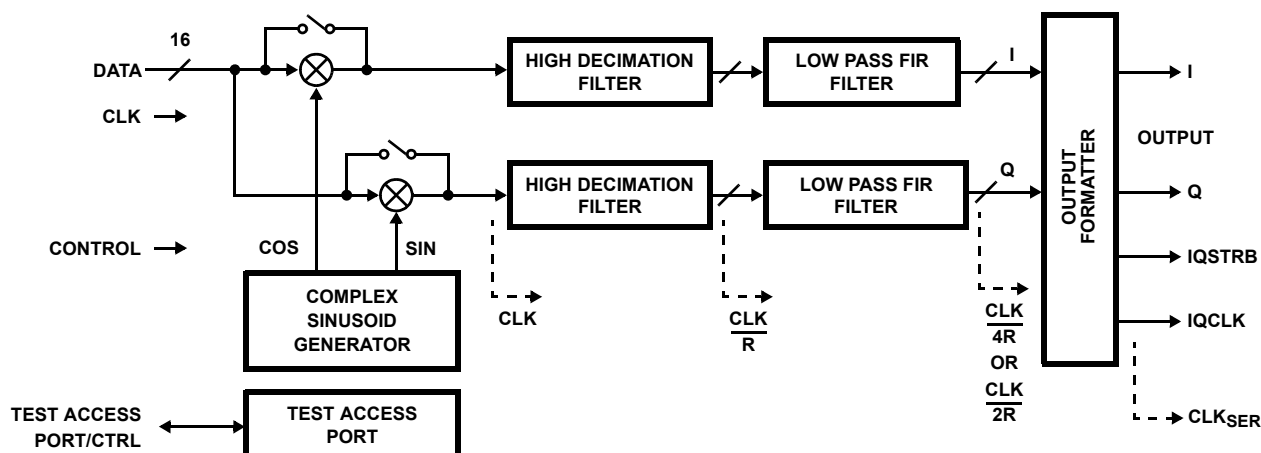 16
DATA
CLK
CONTROL
COS
SIN
COMPLEX
SINUSOID
GENERATOR
TEST ACCESS
PORT/CTRL
TEST ACCESS
PORT
HIGH DECIMATION
FILTER
LOW PASS FIR
FILTER
I
HIGH DECIMATION
FILTER
LOW PASS FIR
FILTER
Q
CLK
CLK
R
CLK
4R
OR
CLK
2R
OUTPUT
FORMATTER
I
OUTPUT
Q
IQSTRB
IQCLK
CLKSER